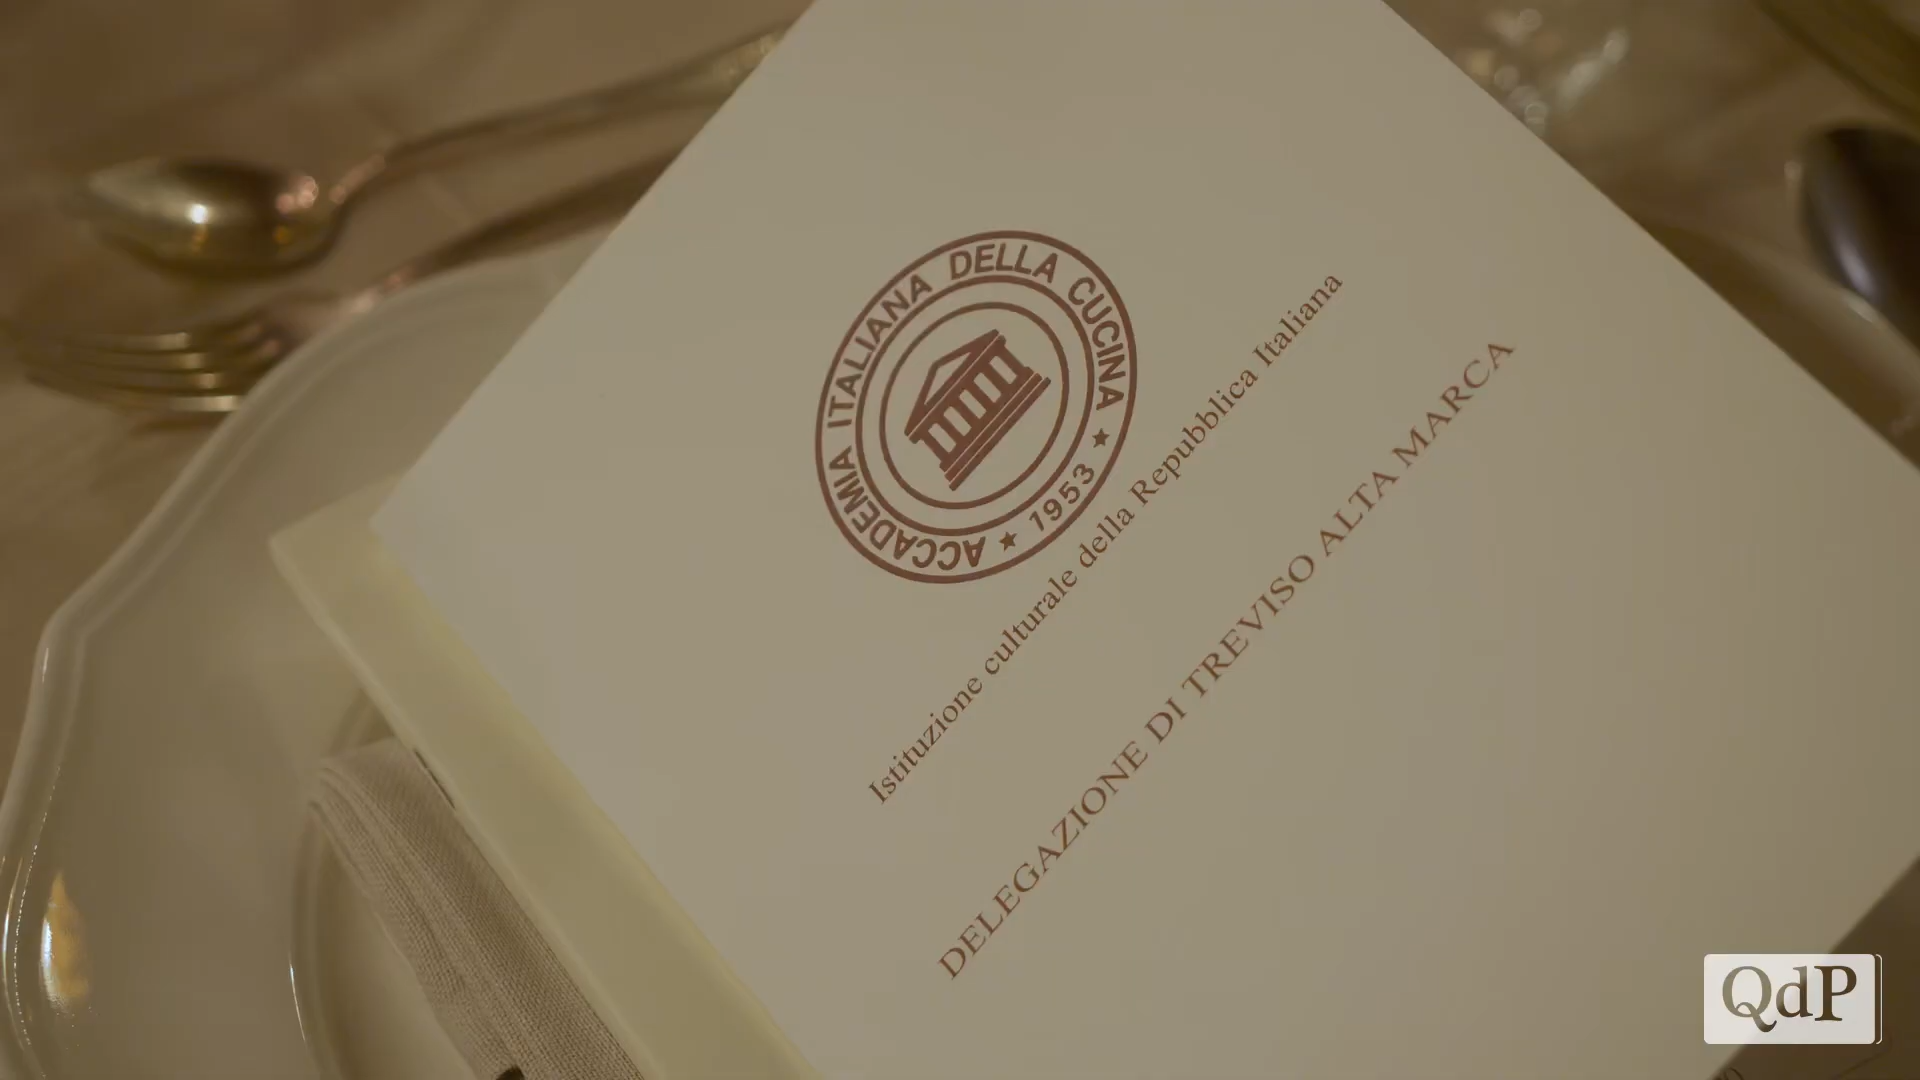 ACCADEMIA ITALIANA DELLA CUCINA ★ 1953 ★
Istituzione culturale della Repubblica Italiana
DELEGAZIONE DI TREVISO ALTA MARCA
QdP